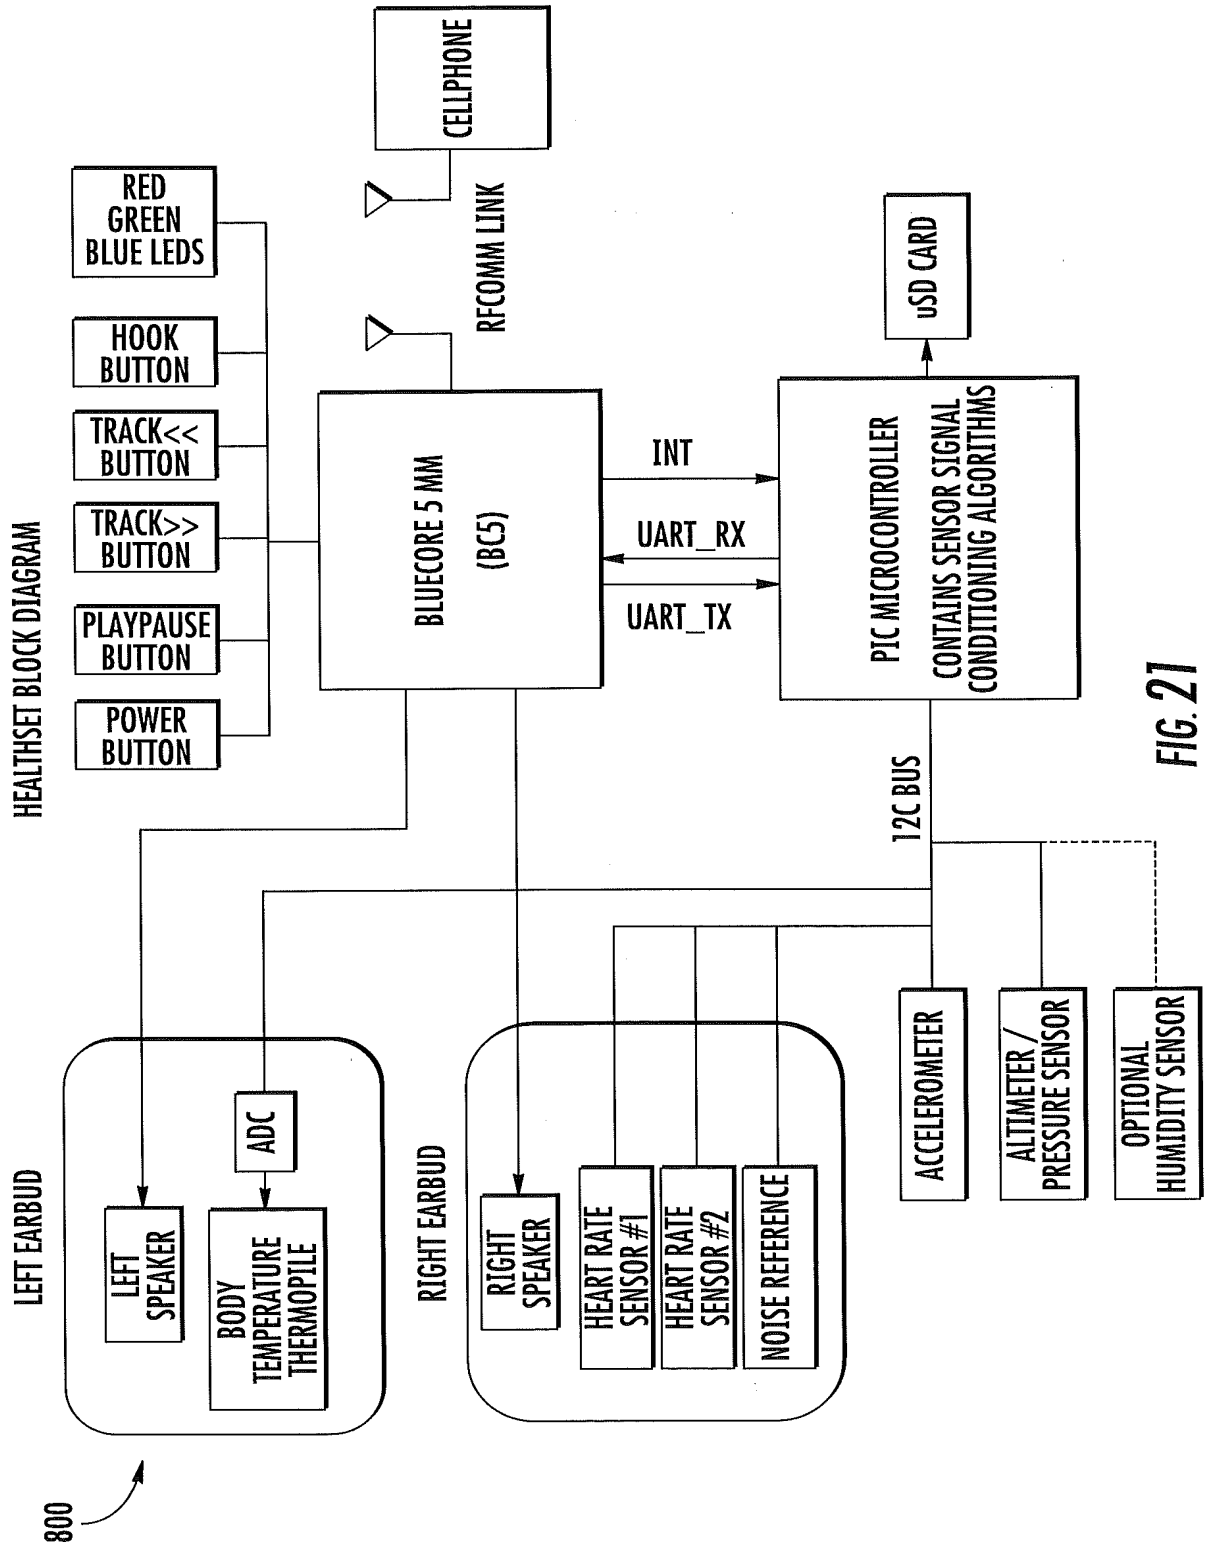 HEALTHSET BLOCK DIAGRAM
800
LEFT EARBUD
LEFT
SPEAKER
BODY
TEMPERATURE
THERMOPILE
ADC
POWER
BUTTON
PLAYPAUSE
BUTTON
TRACK>>
BUTTON
TRACK<<
BUTTON
HOOK
BUTTON
RED
GREEN
BLUE LEDS
RIGHT EARBUD
RIGHT
SPEAKER
HEART RATE
SENSOR #1
HEART RATE
SENSOR #2
NOISE REFERENCE
BLUECORE 5 MM
(BC5)
RFCOMM LINK
CELLPHONE
UART_TX
UART_RX
INT
PIC MICROCONTROLLER
CONTAINS SENSOR SIGNAL
CONDITIONING ALGORITHMS
uSD CARD
12C BUS
ACCELEROMETER
ALTIMETER /
PRESSURE SENSOR
OPTIONAL
HUMIDITY SENSOR
FIG. 21